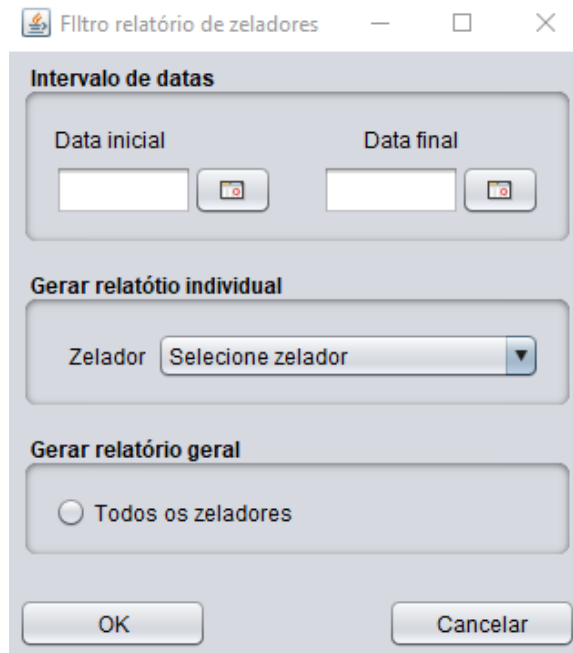 FIltro relatório de zeladores
Intervalo de datas
Data inicial Data final
Gerar relatótio individual
Zelador Selecione zelador
Gerar relatório geral
Todos os zeladores
OK Cancelar